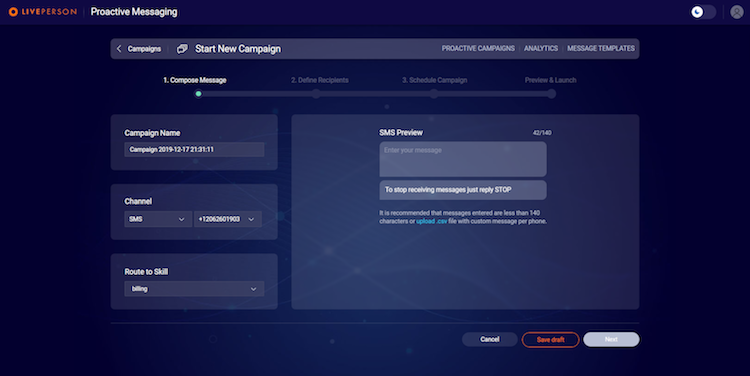 LIVEPERSON Proactive Messaging
Campaigns Start New Campaign PROACTIVE CAMPAIGNS ANALYTICS MESSAGE TEMPLATES
1. Compose Message 2. Define Recipients 3. Schedule Campaign Preview & Launch
Campaign Name
Campaign 2019-12-17 21:31:11
Channel
SMS +12062601903
Route to Skill
billing
SMS Preview 42/140
Enter your message
To stop receiving messages just reply STOP
It is recommended that messages entered are less than 140
characters or upload .csv file with custom message per phone.
Cancel Save draft Next